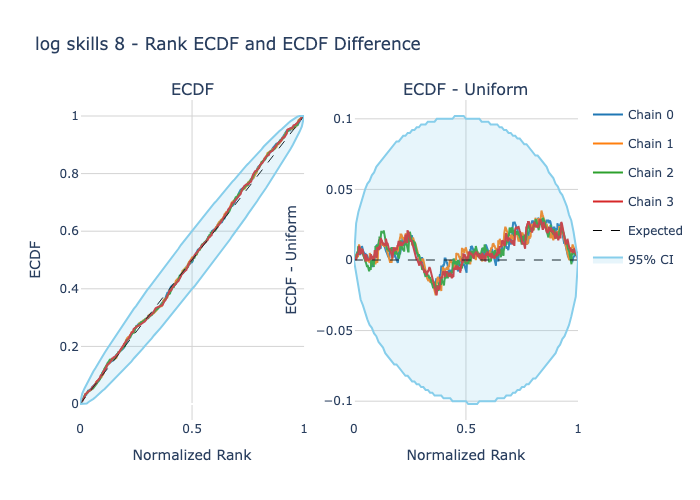 log skills 8 - Rank ECDF and ECDF Difference
ECDF
ECDF - Uniform
1
0.8
0.6
0.4
0.2
0
ECDF
0
0.5
1
Normalized Rank
0.1
0.05
0
−0.05
−0.1
ECDF - Uniform
0
0.5
1
Normalized Rank
Chain 0
Chain 1
Chain 2
Chain 3
Expected
95% CI